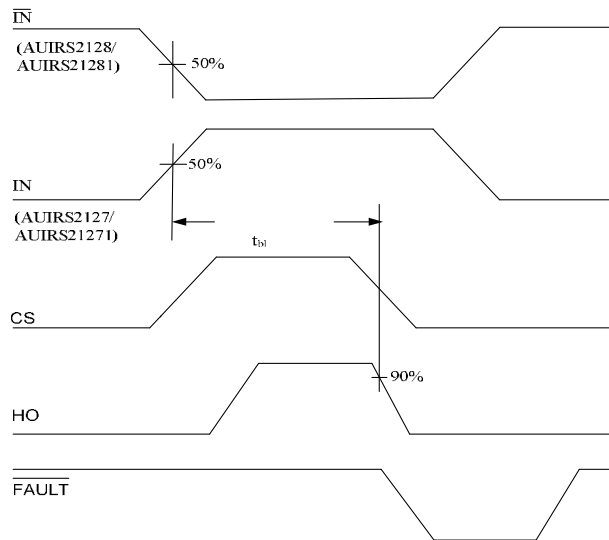 IN
(AUIRS2128/
AUIRS21281)
50%
50%
IN
(AUIRS2127/
AUIRS21271)
tbl
CS
90%
HO
FAULT